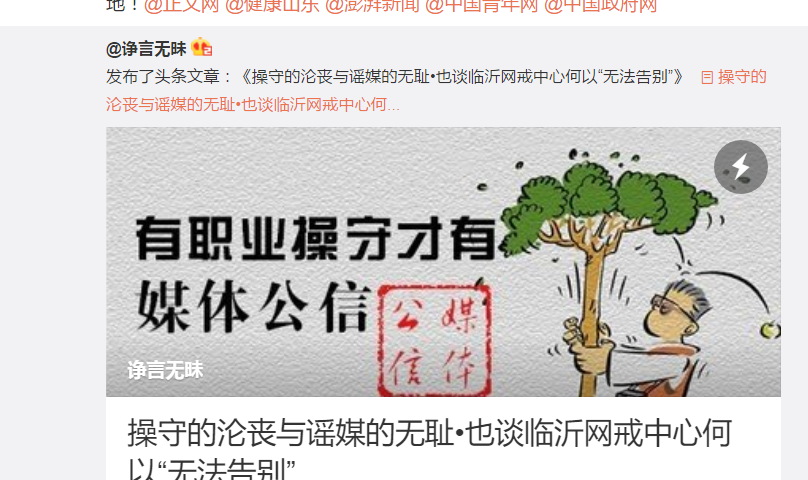 地！@正义网 @健康山东 @澎湃新闻 @中国青年网 @中国政府网
@诤言无昧
发布了头条文章：《操守的沦丧与谣媒的无耻•也谈临沂网戒中心何以“无法告别”》 操守的
沦丧与谣媒的无耻•也谈临沂网戒中心何...
有职业操守才有
媒体公信
公 媒
信 体
诤言无昧
操守的沦丧与谣媒的无耻•也谈临沂网戒中心何
以“无法告别”